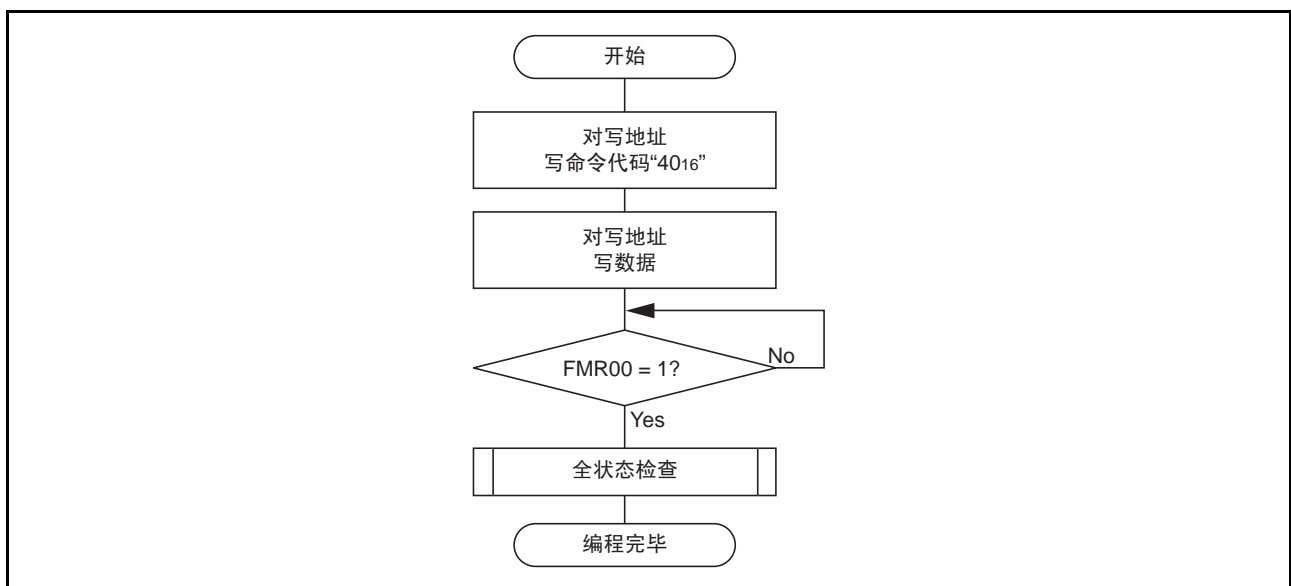 开始
对写地址
写命令代码“4016”
对写地址
写数据
FMR00 = 1?
No
Yes
全状态检查
编程完毕